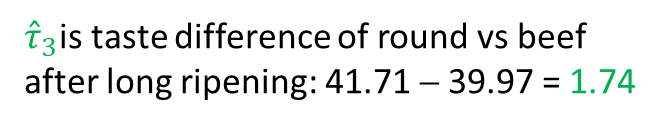 τ̂₃ is taste difference of round vs beef
after long ripening: 41.71 – 39.97 = 1.74